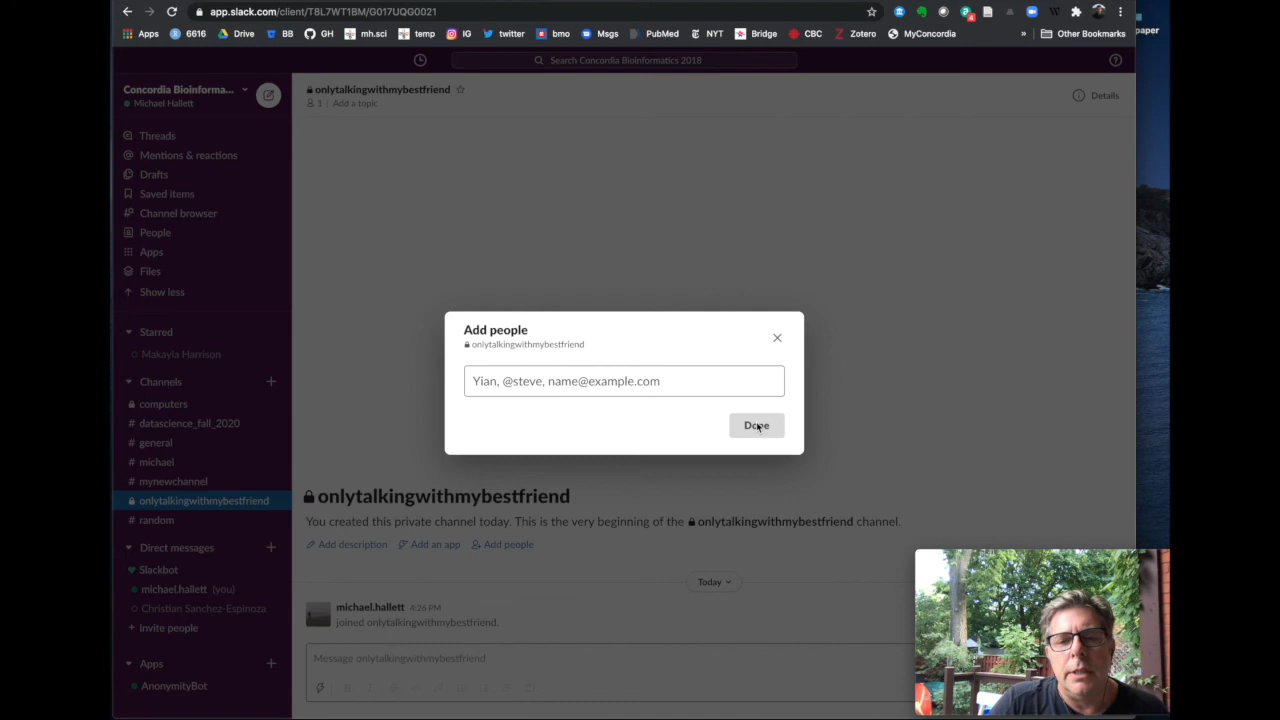 app.slack.com/client/T8L7WT1BM/G017UQG0021
Apps 6616 Drive BB GH mh.sci temp IG twitter bmo Msgs PubMed NYT Bridge CBC Zotero MyConcordia » Other Bookmarks
paper
Search Concordia Bioinformatics 2018
Concordia Bioinforma...
Michael Hallett
onlytalkingwithmybestfriend
1 | Add a topic
Details
Threads
Mentions & reactions
Drafts
Saved items
Channel browser
People
Apps
Files
Show less
Starred
Makayla Harrison
Channels +
computers
# datascience_fall_2020
# general
# michael
# mynewchannel
onlytalkingwithmybestfriend
# random
Direct messages +
Slackbot
michael.hallett (you)
Christian Sanchez-Espinoza
+ Invite people
Apps +
AnonymityBot
Add people
onlytalkingwithmybestfriend
Yian, @steve, name@example.com
Done
onlytalkingwithmybestfriend
You created this private channel today. This is the very beginning of the onlytalkingwithmybestfriend channel.
Add description Add an app Add people
Today
michael.hallett 4:26 PM
joined onlytalkingwithmybestfriend.
Message onlytalkingwithmybestfriend